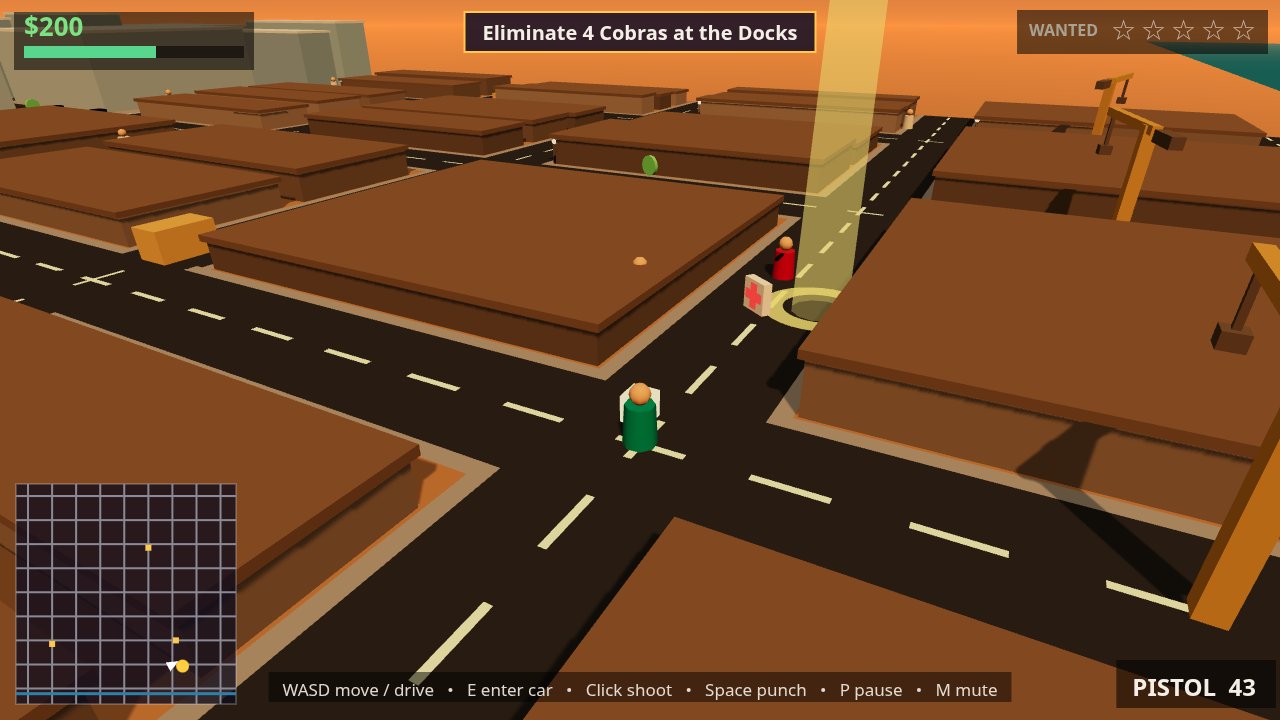 $200
Eliminate 4 Cobras at the Docks
WANTED ☆ ☆ ☆ ☆ ☆
WASD move / drive • E enter car • Click shoot • Space punch • P pause • M mute
PISTOL 43